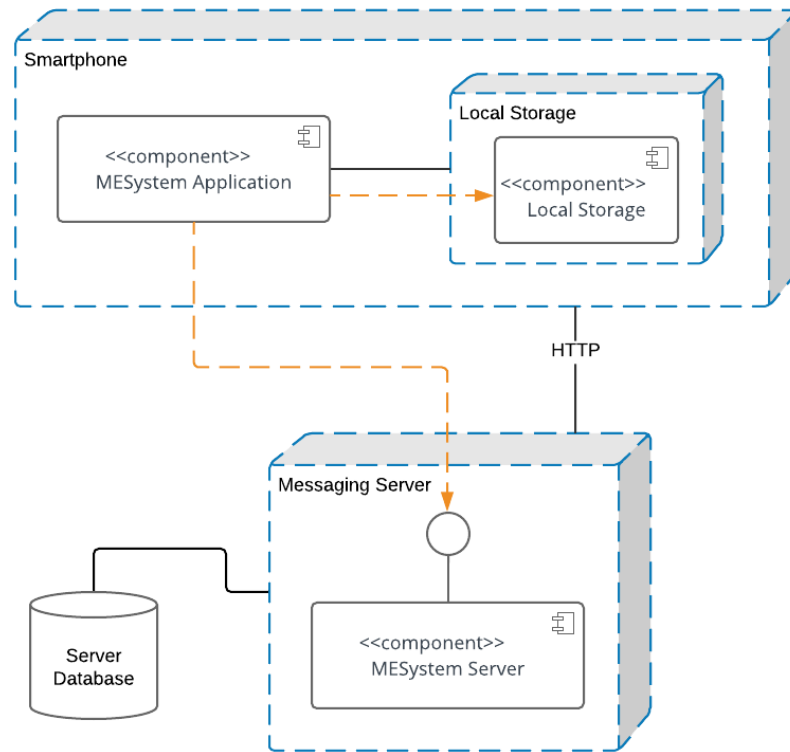 Smartphone
<<component>>
MESystem Application
Local Storage
<<component>>
Local Storage
HTTP
Messaging Server
<<component>>
MESystem Server
Server
Database